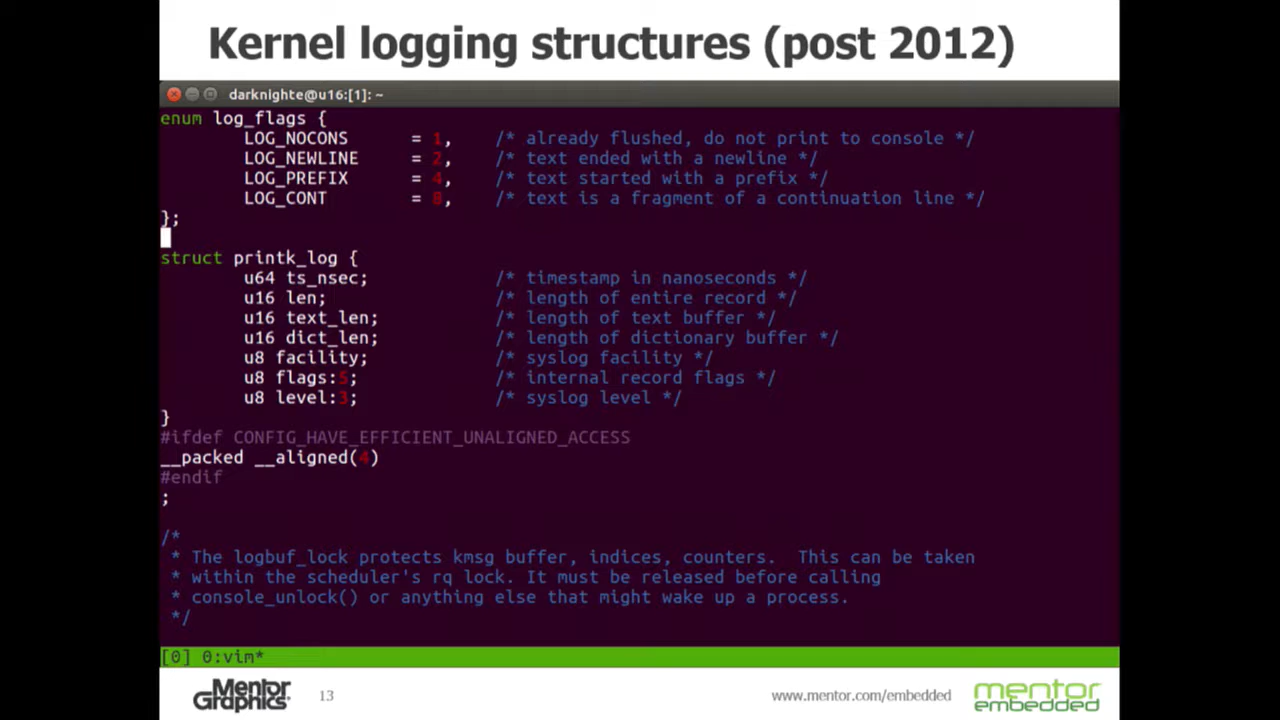 Kernel logging structures (post 2012)
darknighte@u16:[1]: ~
enum log_flags {
        LOG_NOCONS      = 1,    /* already flushed, do not print to console */
        LOG_NEWLINE     = 2,    /* text ended with a newline */
        LOG_PREFIX      = 4,    /* text started with a prefix */
        LOG_CONT        = 8,    /* text is a fragment of a continuation line */
};
struct printk_log {
        u64 ts_nsec;            /* timestamp in nanoseconds */
        u16 len;                /* length of entire record */
        u16 text_len;           /* length of text buffer */
        u16 dict_len;           /* length of dictionary buffer */
        u8 facility;            /* syslog facility */
        u8 flags:5;             /* internal record flags */
        u8 level:3;             /* syslog level */
}
#ifdef CONFIG_HAVE_EFFICIENT_UNALIGNED_ACCESS
__packed __aligned(4)
#endif
;
/*
 * The logbuf_lock protects kmsg buffer, indices, counters.  This can be taken
 * within the scheduler's rq lock. It must be released before calling
 * console_unlock() or anything else that might wake up a process.
 */
[0] 0:vim*
Mentor
Graphics
13
www.mentor.com/embedded
mentor
embedded